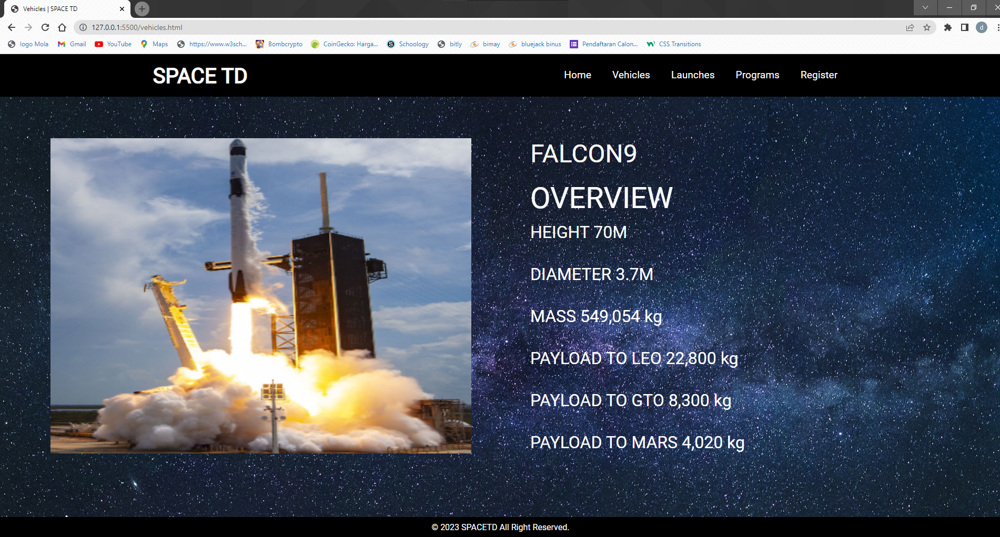 Vehicles | SPACE TD
127.0.0.1:5500/vehicles.html
d
logo Mola Gmail YouTube Maps https://www.w3sch... Bombcrypto CoinGecko: Harga... Schoology bitly bimay bluejack binus Pendaftaran Calon... CSS Transitions
SPACE TD Home Vehicles Launches Programs Register
FALCON9
OVERVIEW
HEIGHT 70M
DIAMETER 3.7M
MASS 549,054 kg
PAYLOAD TO LEO 22,800 kg
PAYLOAD TO GTO 8,300 kg
PAYLOAD TO MARS 4,020 kg
© 2023 SPACETD All Right Reserved.